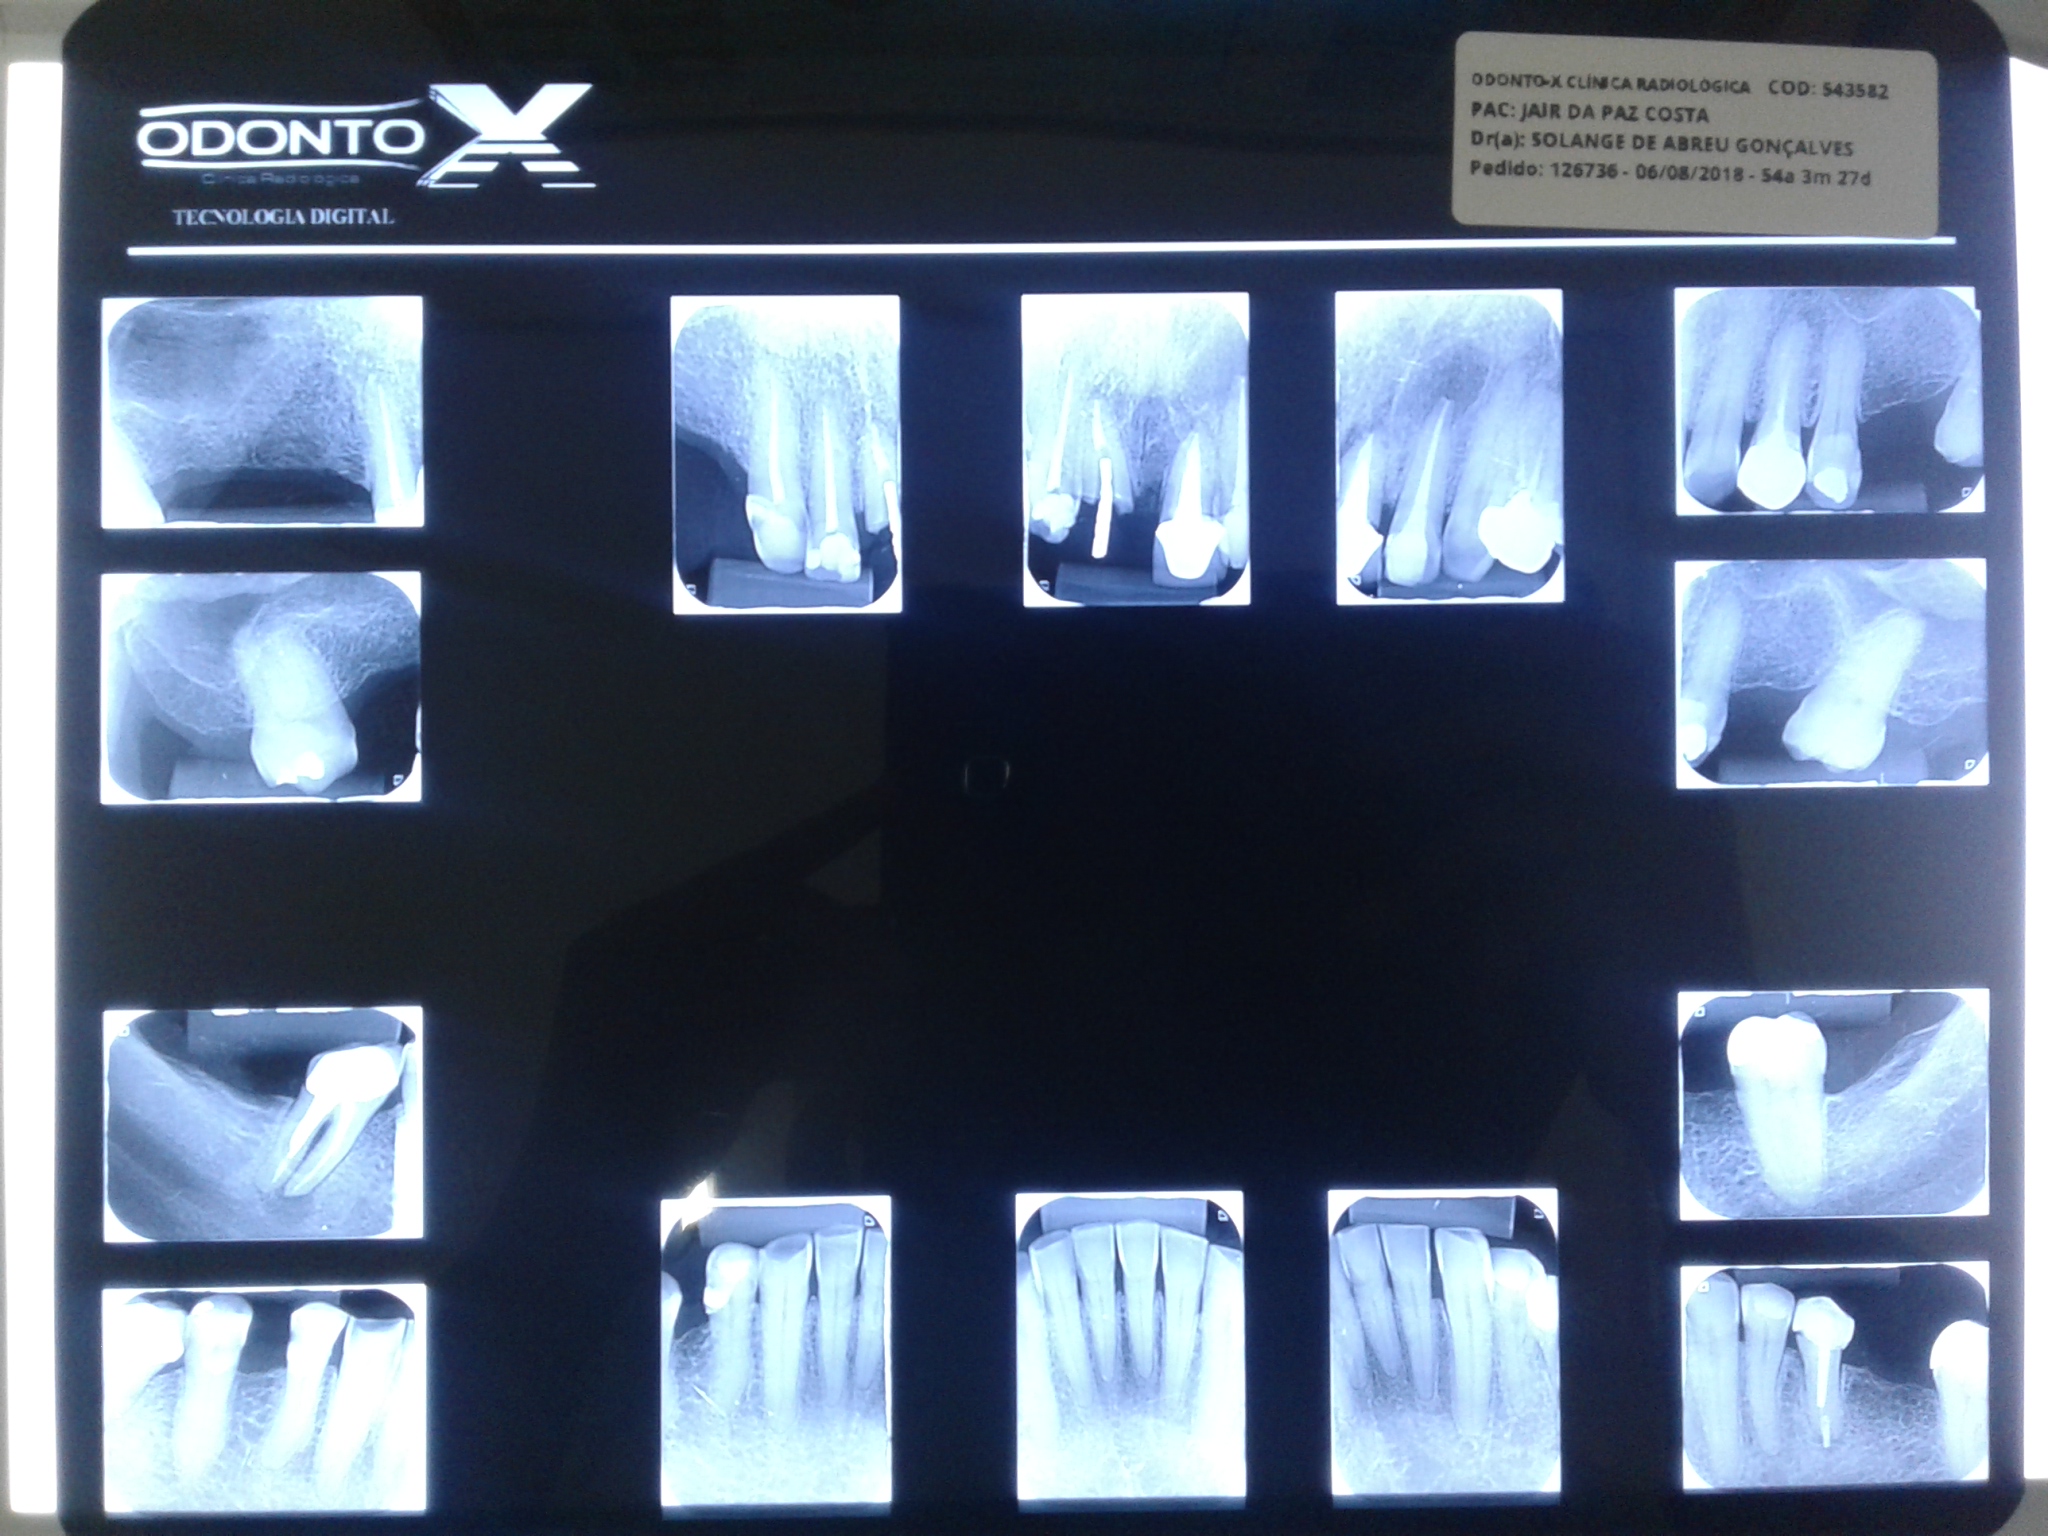 ODONTO X
Clínica Radiológica
TECNOLOGIA DIGITAL
ODONTO-X CLÍNICA RADIOLÓGICA COD: 543582
PAC: JAIR DA PAZ COSTA
Dr(a): SOLANGE DE ABREU GONÇALVES
Pedido: 126736 - 06/08/2018 - 54a 3m 27d